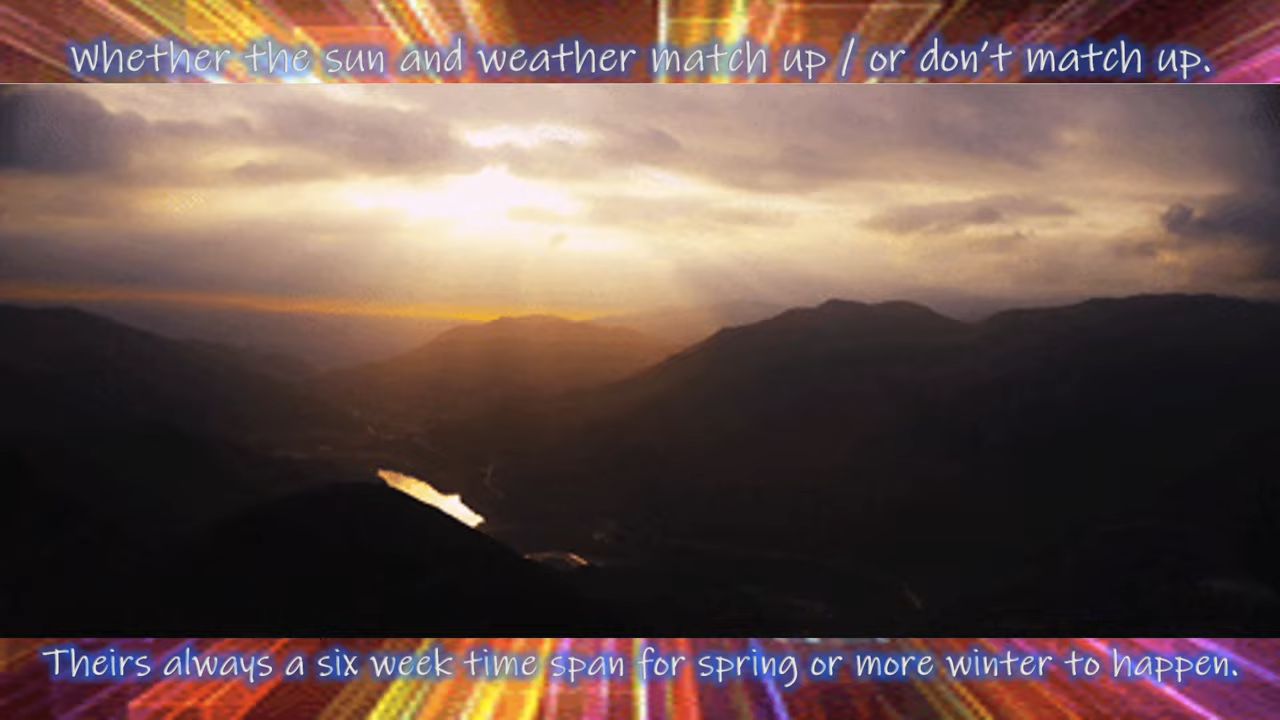 Whether the sun and weather match up / or don't match up.
Theirs always a six week time span for spring or more winter to happen.